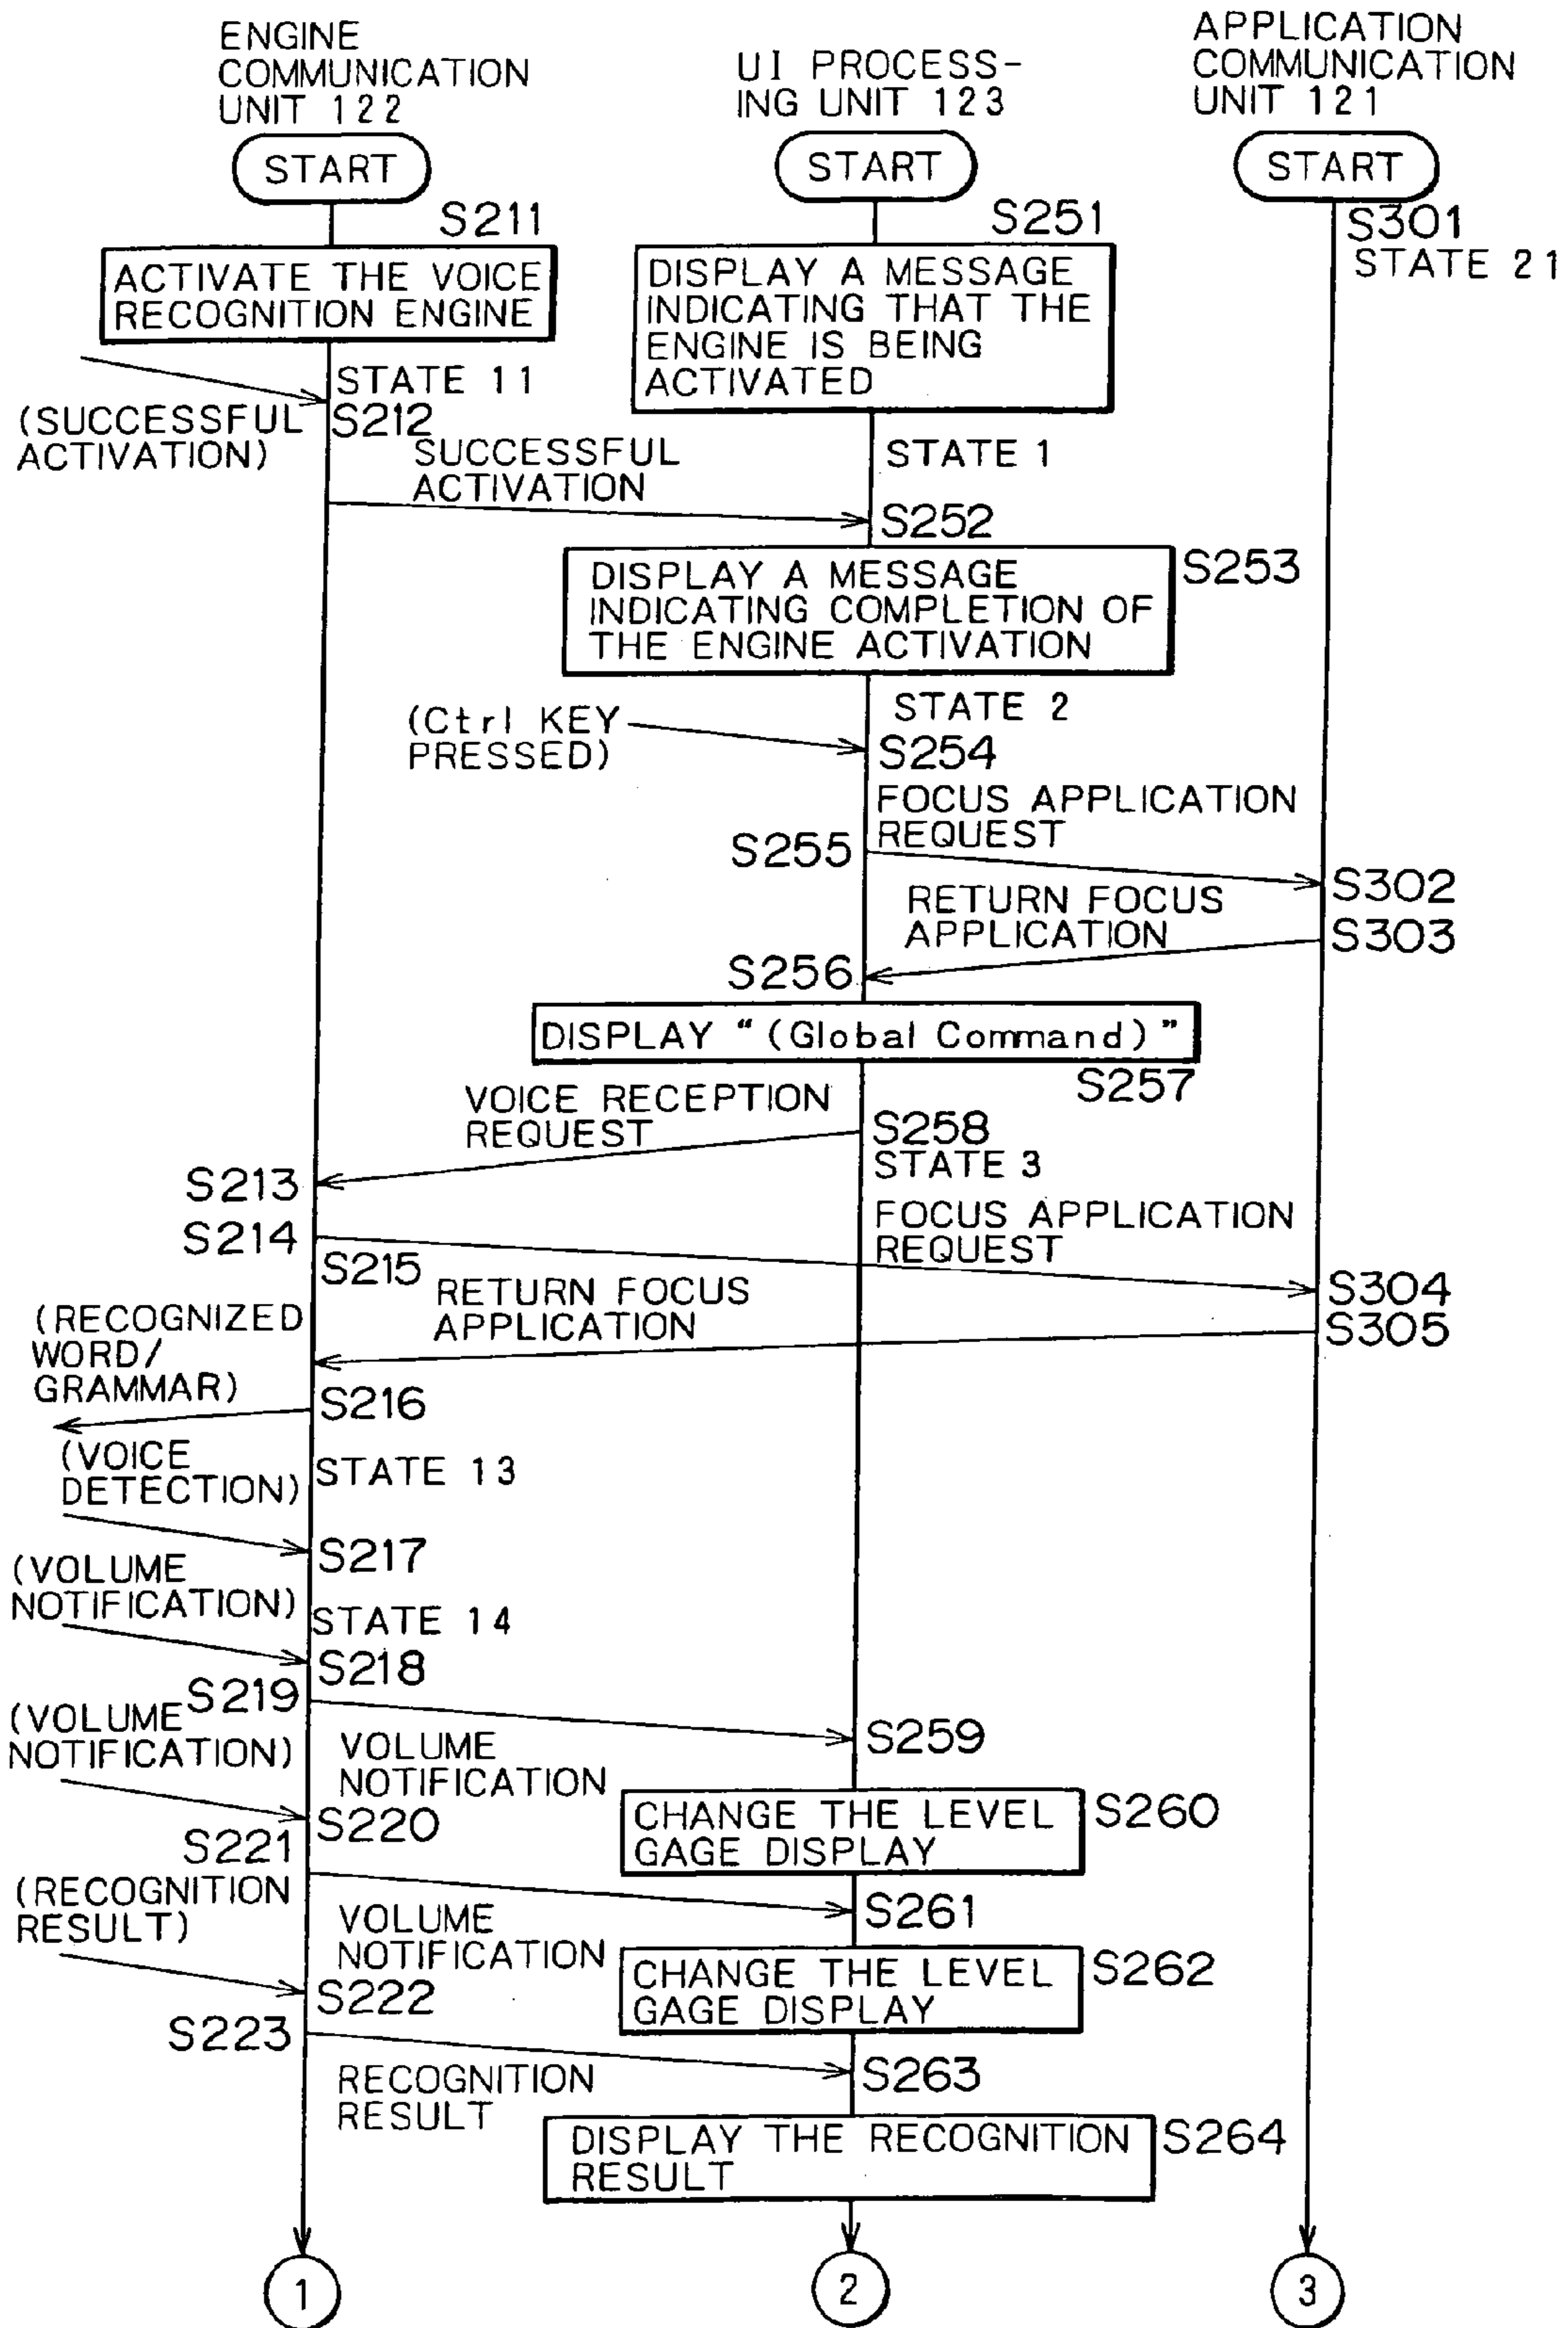 ENGINE
COMMUNICATION
UNIT 122
UI PROCESS-
ING UNIT 123
APPLICATION
COMMUNICATION
UNIT 121
START
START
START
S211
S251
S301
STATE 21
ACTIVATE THE VOICE
RECOGNITION ENGINE
DISPLAY A MESSAGE
INDICATING THAT THE
ENGINE IS BEING
ACTIVATED
STATE 11
(SUCCESSFUL
ACTIVATION)
S212
SUCCESSFUL
ACTIVATION
STATE 1
S252
DISPLAY A MESSAGE
INDICATING COMPLETION OF
THE ENGINE ACTIVATION
S253
STATE 2
(Ctrl KEY
PRESSED)
S254
FOCUS APPLICATION
REQUEST
S255
S302
RETURN FOCUS
APPLICATION
S303
S256
DISPLAY “(Global Command)”
S257
VOICE RECEPTION
REQUEST
S258
STATE 3
S213
FOCUS APPLICATION
REQUEST
S214
S215
S304
RETURN FOCUS
APPLICATION
S305
(RECOGNIZED
WORD/
GRAMMAR)
S216
(VOICE
DETECTION)
STATE 13
S217
(VOLUME
NOTIFICATION)
STATE 14
S218
S219
(VOLUME
NOTIFICATION)
VOLUME
NOTIFICATION
S259
S220
CHANGE THE LEVEL
GAGE DISPLAY
S260
S221
(RECOGNITION
RESULT)
VOLUME
NOTIFICATION
S261
S222
CHANGE THE LEVEL
GAGE DISPLAY
S262
S223
RECOGNITION
RESULT
S263
DISPLAY THE RECOGNITION
RESULT
S264
1
2
3